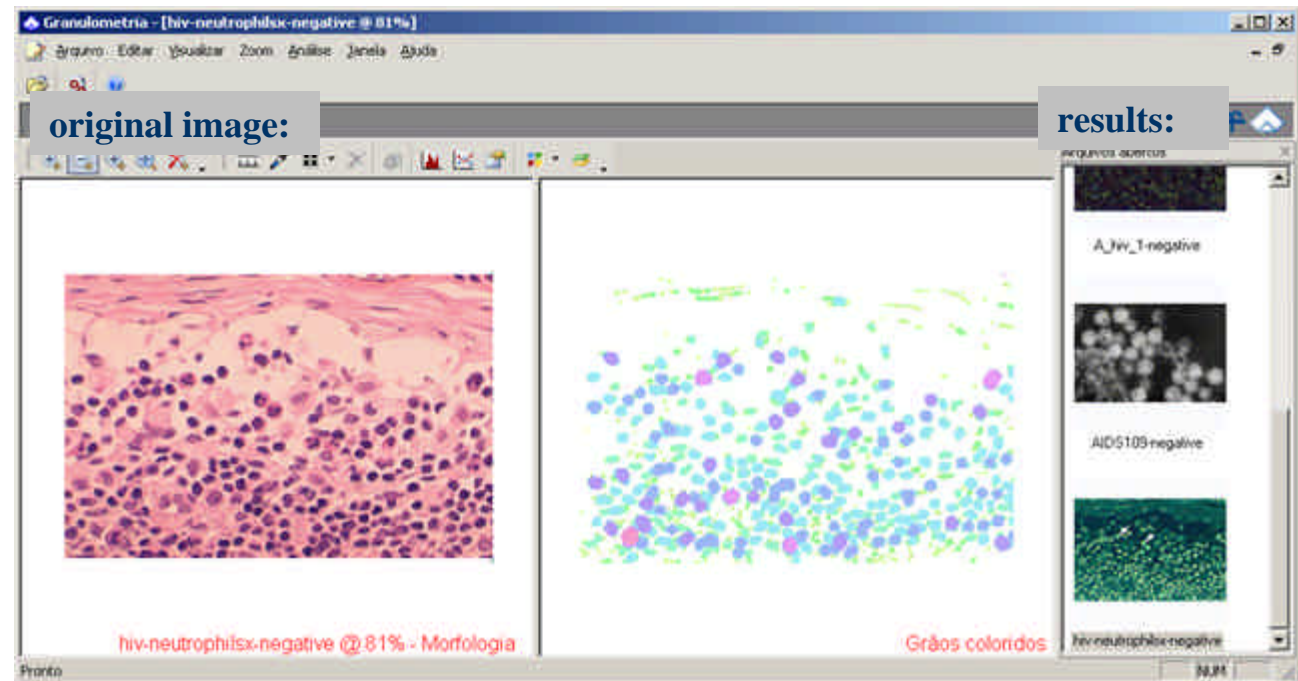 Granulometria - [hiv-neutrophilsx-negative @ 81%]
Arquivo Editar Visualizar Zoom Análise Janela Ajuda
original image:
results:
Arquivos abertos
A_hiv_1-negative
AIDS109-negative
hiv-neutrophilsx-negative
hiv-neutrophilsx-negative @ 81% - Morfologia
Grãos coloridos
Pronto
NUM